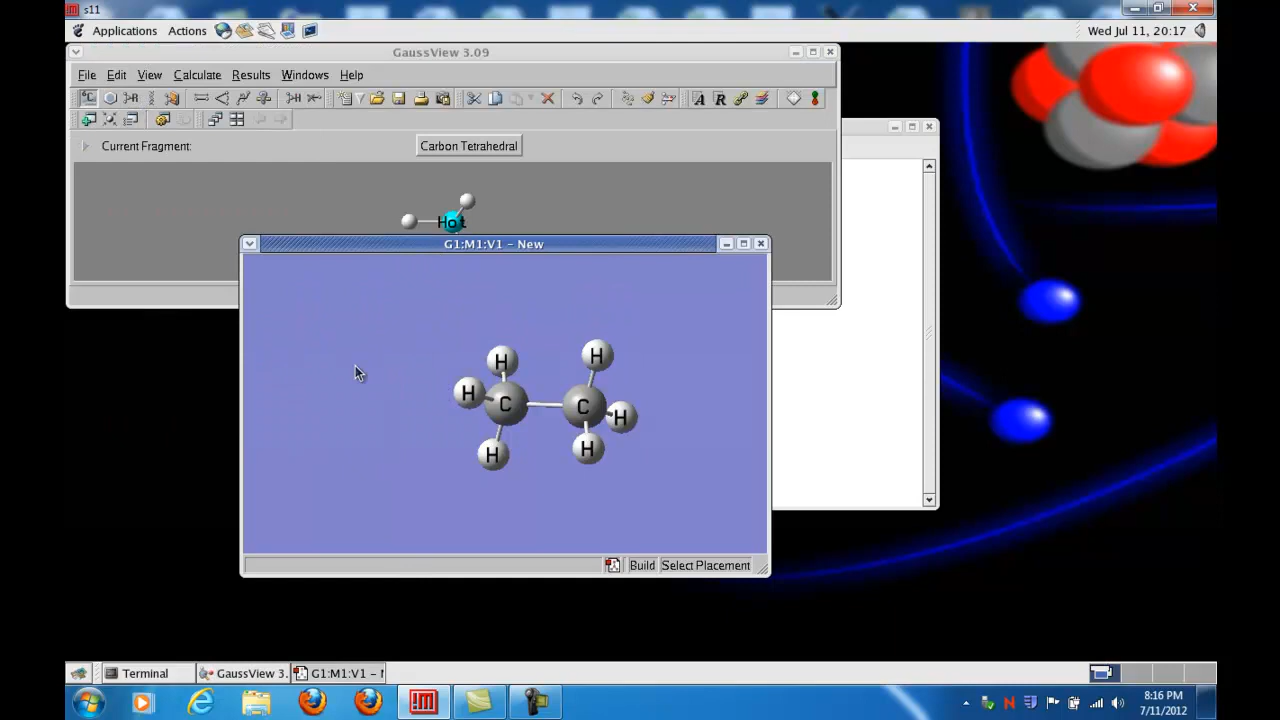 s11
Applications Actions Wed Jul 11, 20:17
GaussView 3.09
File Edit View Calculate Results Windows Help
A R
Current Fragment: Carbon Tetrahedral
Hot
G1:M1:V1 - New
H H
H C C H
H H
Build Select Placement
Terminal GaussView 3. G1:M1:V1 -
8:16 PM
7/11/2012